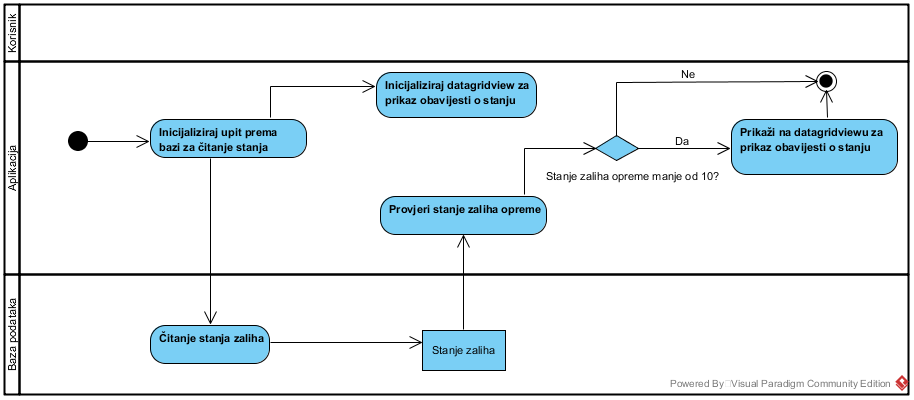 Korisnik
Aplikacija
Inicijaliziraj upit prema
bazi za čitanje stanja
Inicijaliziraj datagridview za
prikaz obavijesti o stanju
Ne
Da
Stanje zaliha opreme manje od 10?
Prikaži na datagridviewu za
prikaz obavijesti o stanju
Provjeri stanje zaliha opreme
Baza podataka
Čitanje stanja zaliha
Stanje zaliha
Powered By Visual Paradigm Community Edition